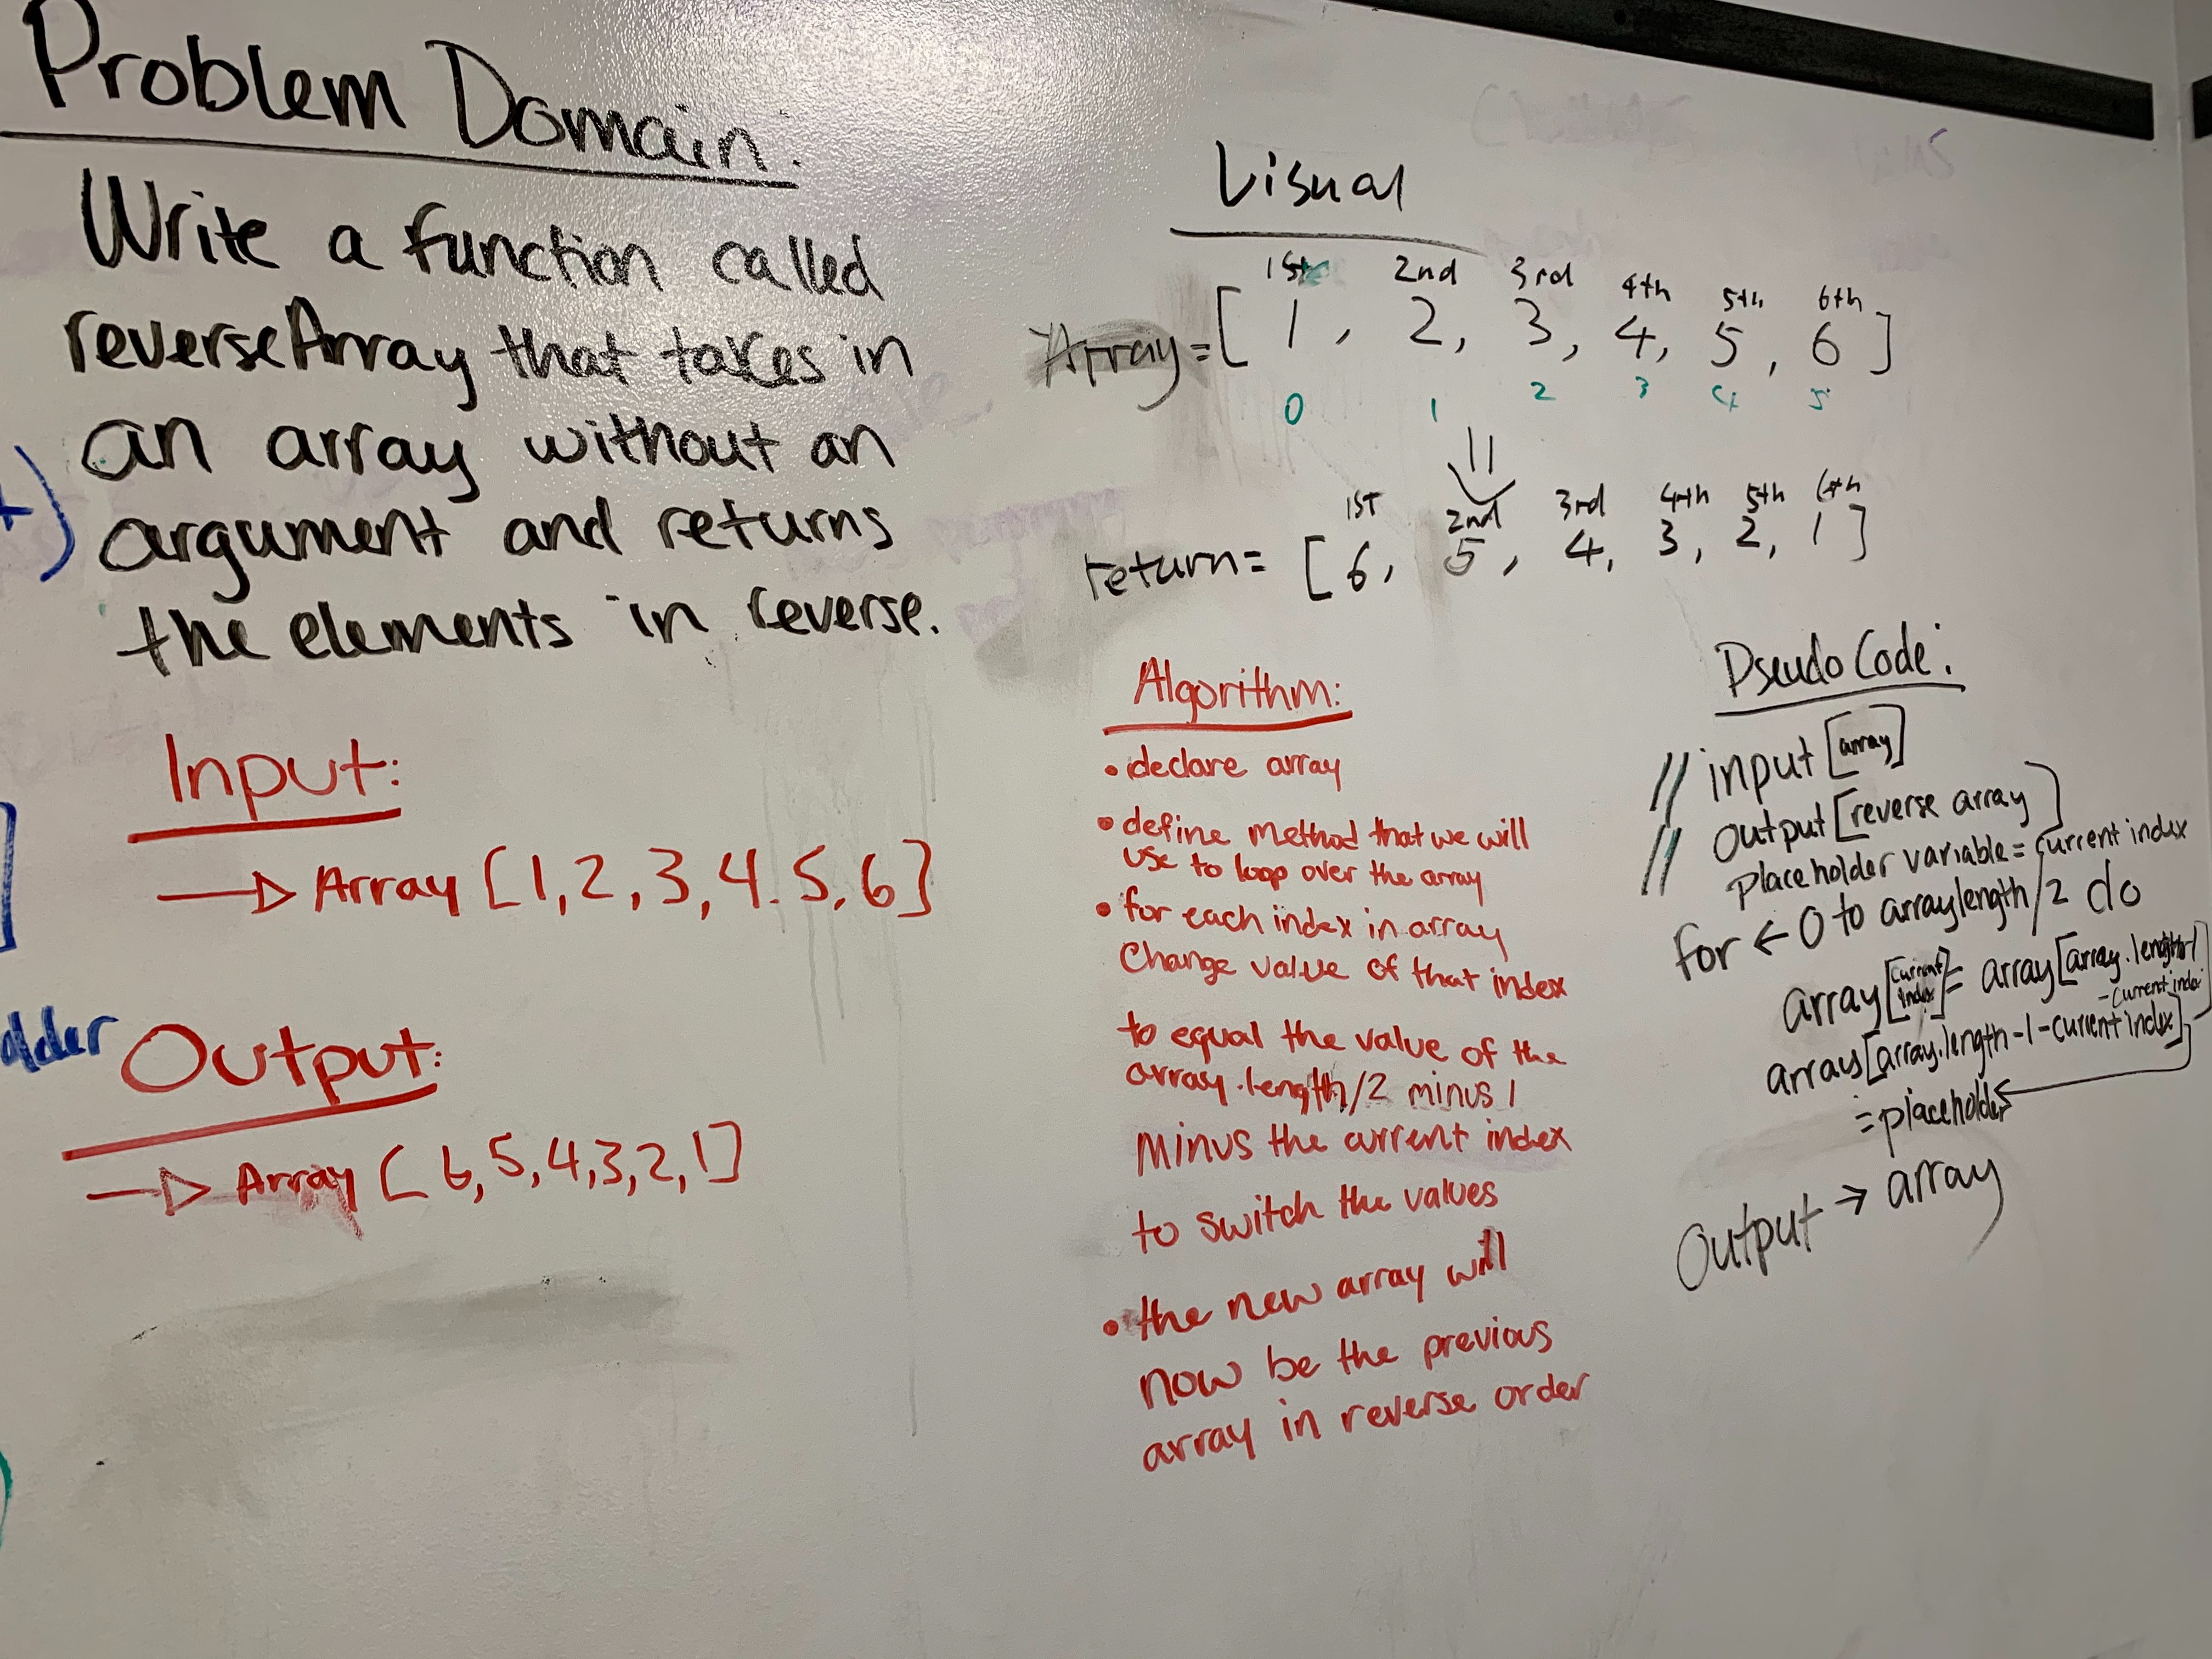 Problem Domain:
Write a function called
reverseArray that takes in
an array without an
argument and returns
the elements in reverse.
Input:
→ Array [1,2,3,4.5,6]
Output:
→ Array [6,5,4,3,2,1]
older
Visual
1st 2nd 3rd 4th 5th 6th
Array=[ 1, 2, 3, 4, 5, 6 ]
0 1 2 3 4 5
1st 2nd 3rd 4th 5th 6th
return= [6, 5, 4, 3, 2, 1]
Algorithm:
• declare array
• define method that we will
use to loop over the array
• for each index in array
Change value of that index
to equal the value of the
array.length/2 minus 1
minus the current index
to switch the values
• the new array will
now be the previous
array in reverse order
Pseudo Code:
// input [array]
// output [reverse array]
placeholder variable = current index
for ← 0 to arraylength/2 do
array[current index] = array[array.length-1
-current index]
arrays[array.length-1-current index]
= placeholder
Output → array